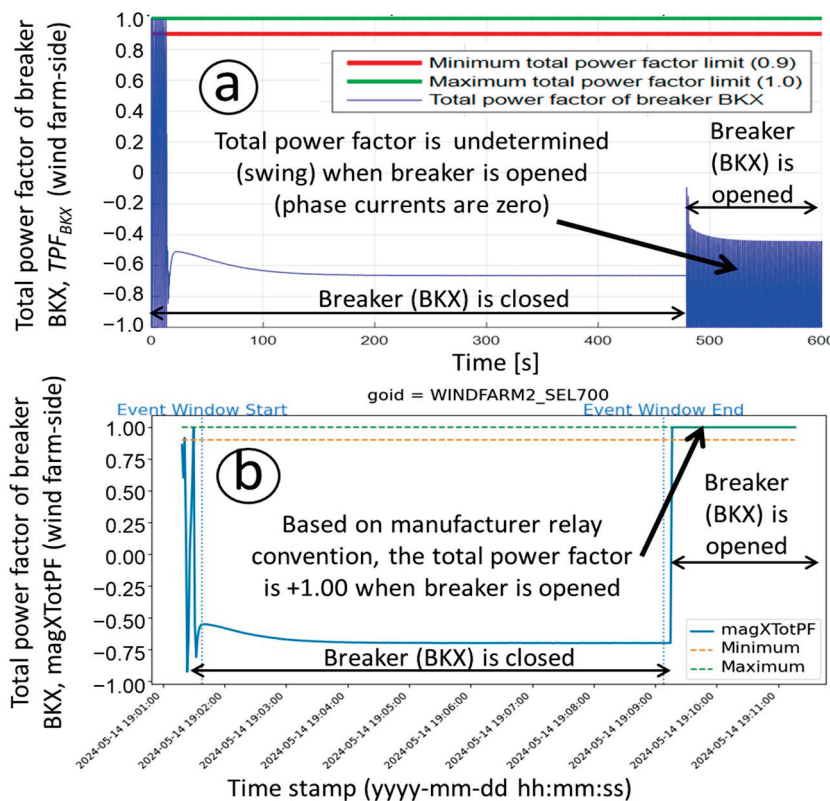 Total power factor of breaker
BKX, TPF_BKX (wind farm-side)
1.0
0.8
0.6
0.4
0.2
0
−0.2
−0.4
−0.6
−0.8
−1.0
a
Minimum total power factor limit (0.9)
Maximum total power factor limit (1.0)
Total power factor of breaker BKX
Total power factor is undetermined
(swing) when breaker is opened
(phase currents are zero)
Breaker
(BKX) is
opened
Breaker (BKX) is closed
0
100
200
300
400
500
600
Time [s]
goid = WINDFARM2_SEL700
Event Window Start
Event Window End
Total power factor of breaker
BKX, magXTotPF (wind farm-side)
1.00
0.75
0.50
0.25
0.00
−0.25
−0.50
−0.75
−1.00
b
Based on manufacturer relay
convention, the total power factor
is +1.00 when breaker is opened
Breaker
(BKX) is
opened
Breaker (BKX) is closed
magXTotPF
Minimum
Maximum
2024-05-14 19:01:00
2024-05-14 19:02:00
2024-05-14 19:03:00
2024-05-14 19:04:00
2024-05-14 19:05:00
2024-05-14 19:06:00
2024-05-14 19:07:00
2024-05-14 19:08:00
2024-05-14 19:09:00
2024-05-14 19:10:00
2024-05-14 19:11:00
Time stamp (yyyy-mm-dd hh:mm:ss)